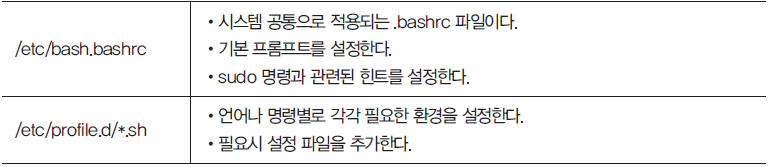 /etc/bash.bashrc
• 시스템 공통으로 적용되는 .bashrc 파일이다.
• 기본 프롬프트를 설정한다.
• sudo 명령과 관련된 힌트를 설정한다.
/etc/profile.d/*.sh
• 언어나 명령별로 각각 필요한 환경을 설정한다.
• 필요시 설정 파일을 추가한다.